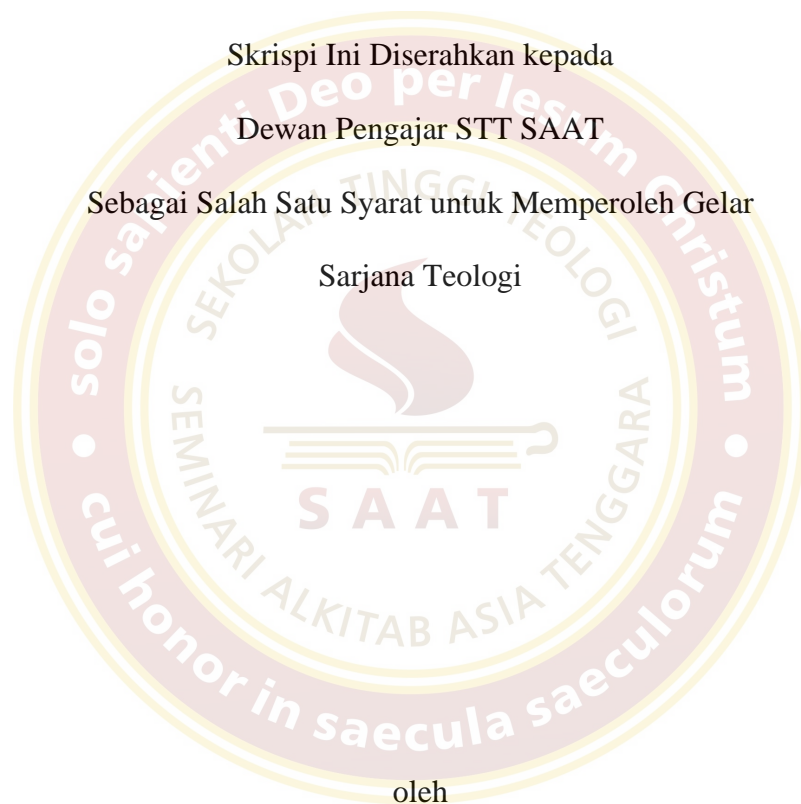 Skripsi Ini Diserahkan kepada
Dewan Pengajar STT SAAT
Sebagai Salah Satu Syarat untuk Memperoleh Gelar
Sarjana Teologi
solo sapienti Deo per Iesum Christum
cui honor in saecula saeculorum
SEKOLAH TINGGI TEOLOGI
SEMINARI ALKITAB ASIA TENGGARA
SAAT
oleh